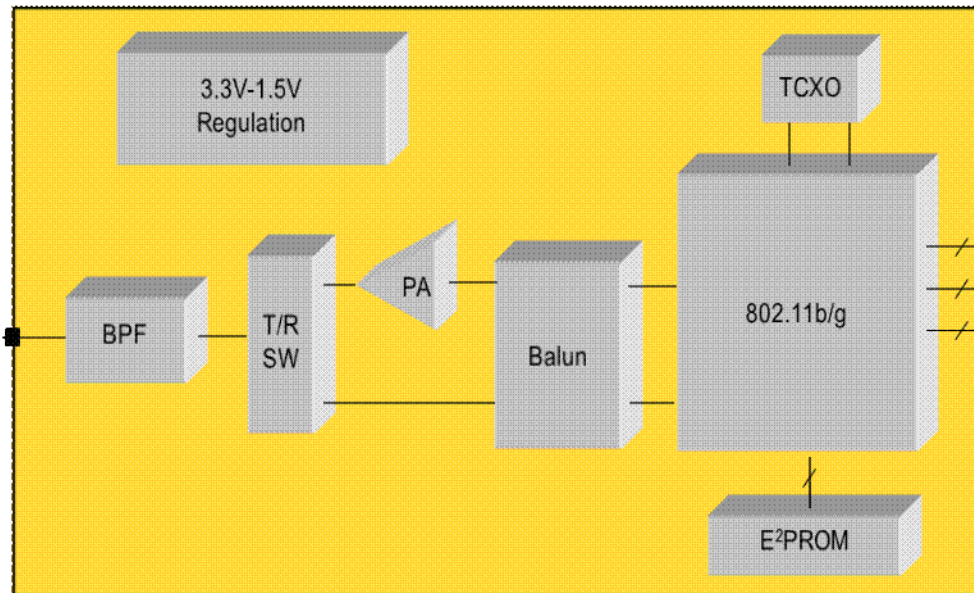 3.3V-1.5V
Regulation
TCXO
BPF
T/R
SW
PA
Balun
802.11b/g
E²PROM